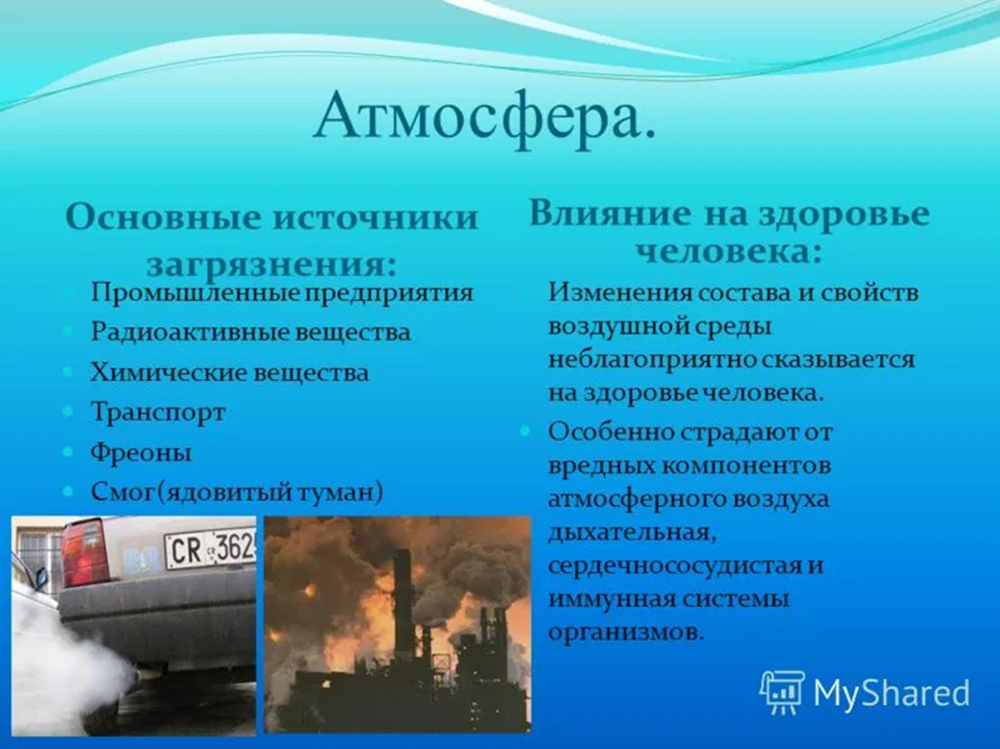 Атмосфера.
Основные источники
загрязнения:
Промышленные предприятия
Радиоактивные вещества
Химические вещества
Транспорт
Фреоны
Смог(ядовитый туман)
Влияние на здоровье
человека:
Изменения состава и свойств
воздушной среды
неблагоприятно сказывается
на здоровье человека.
Особенно страдают от
вредных компонентов
атмосферного воздуха
дыхательная,
сердечнососудистая и
иммунная системы
организмов.
CR CR 362
MyShared